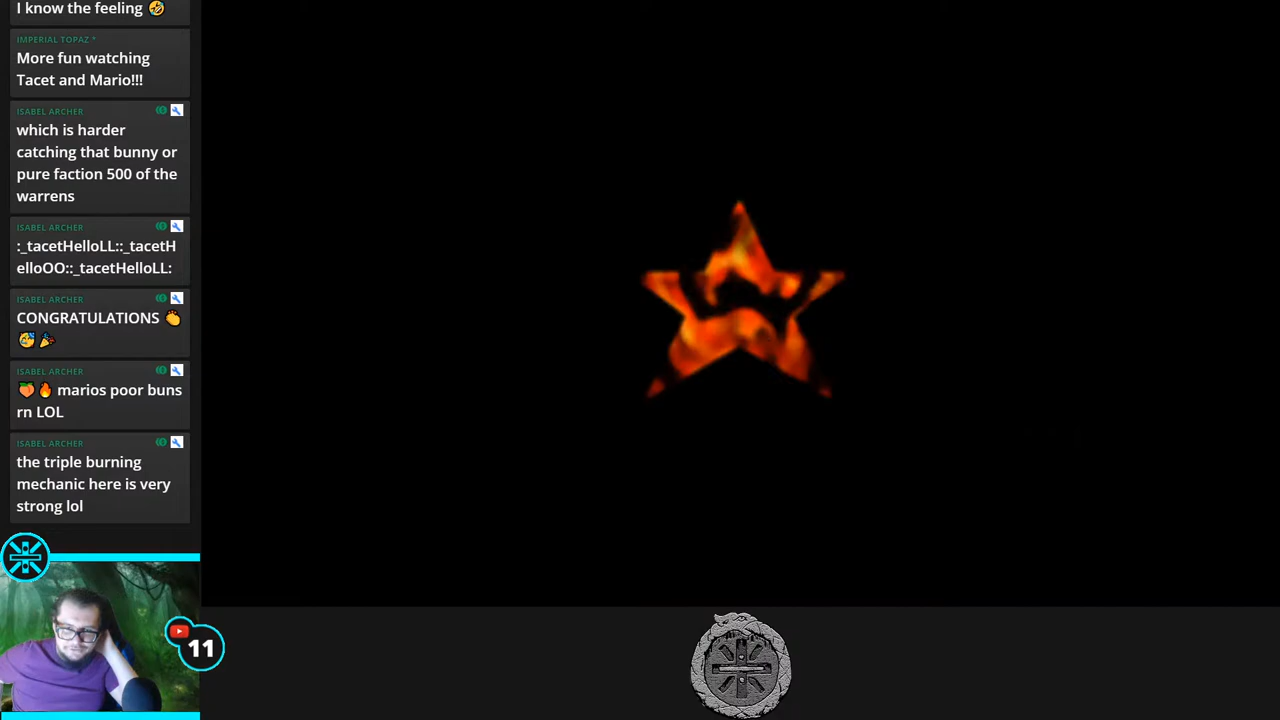 I know the feeling 🤣
IMPERIAL TOPAZ *
More fun watching
Tacet and Mario!!!
ISABEL ARCHER
which is harder
catching that bunny or
pure faction 500 of the
warrens
ISABEL ARCHER
:_tacetHelloLL::_tacetH
elloOO::_tacetHelloLL:
ISABEL ARCHER
CONGRATULATIONS 👏
🥳 🎉
ISABEL ARCHER
🍑🔥 marios poor buns
rn LOL
ISABEL ARCHER
the triple burning
mechanic here is very
strong lol
11